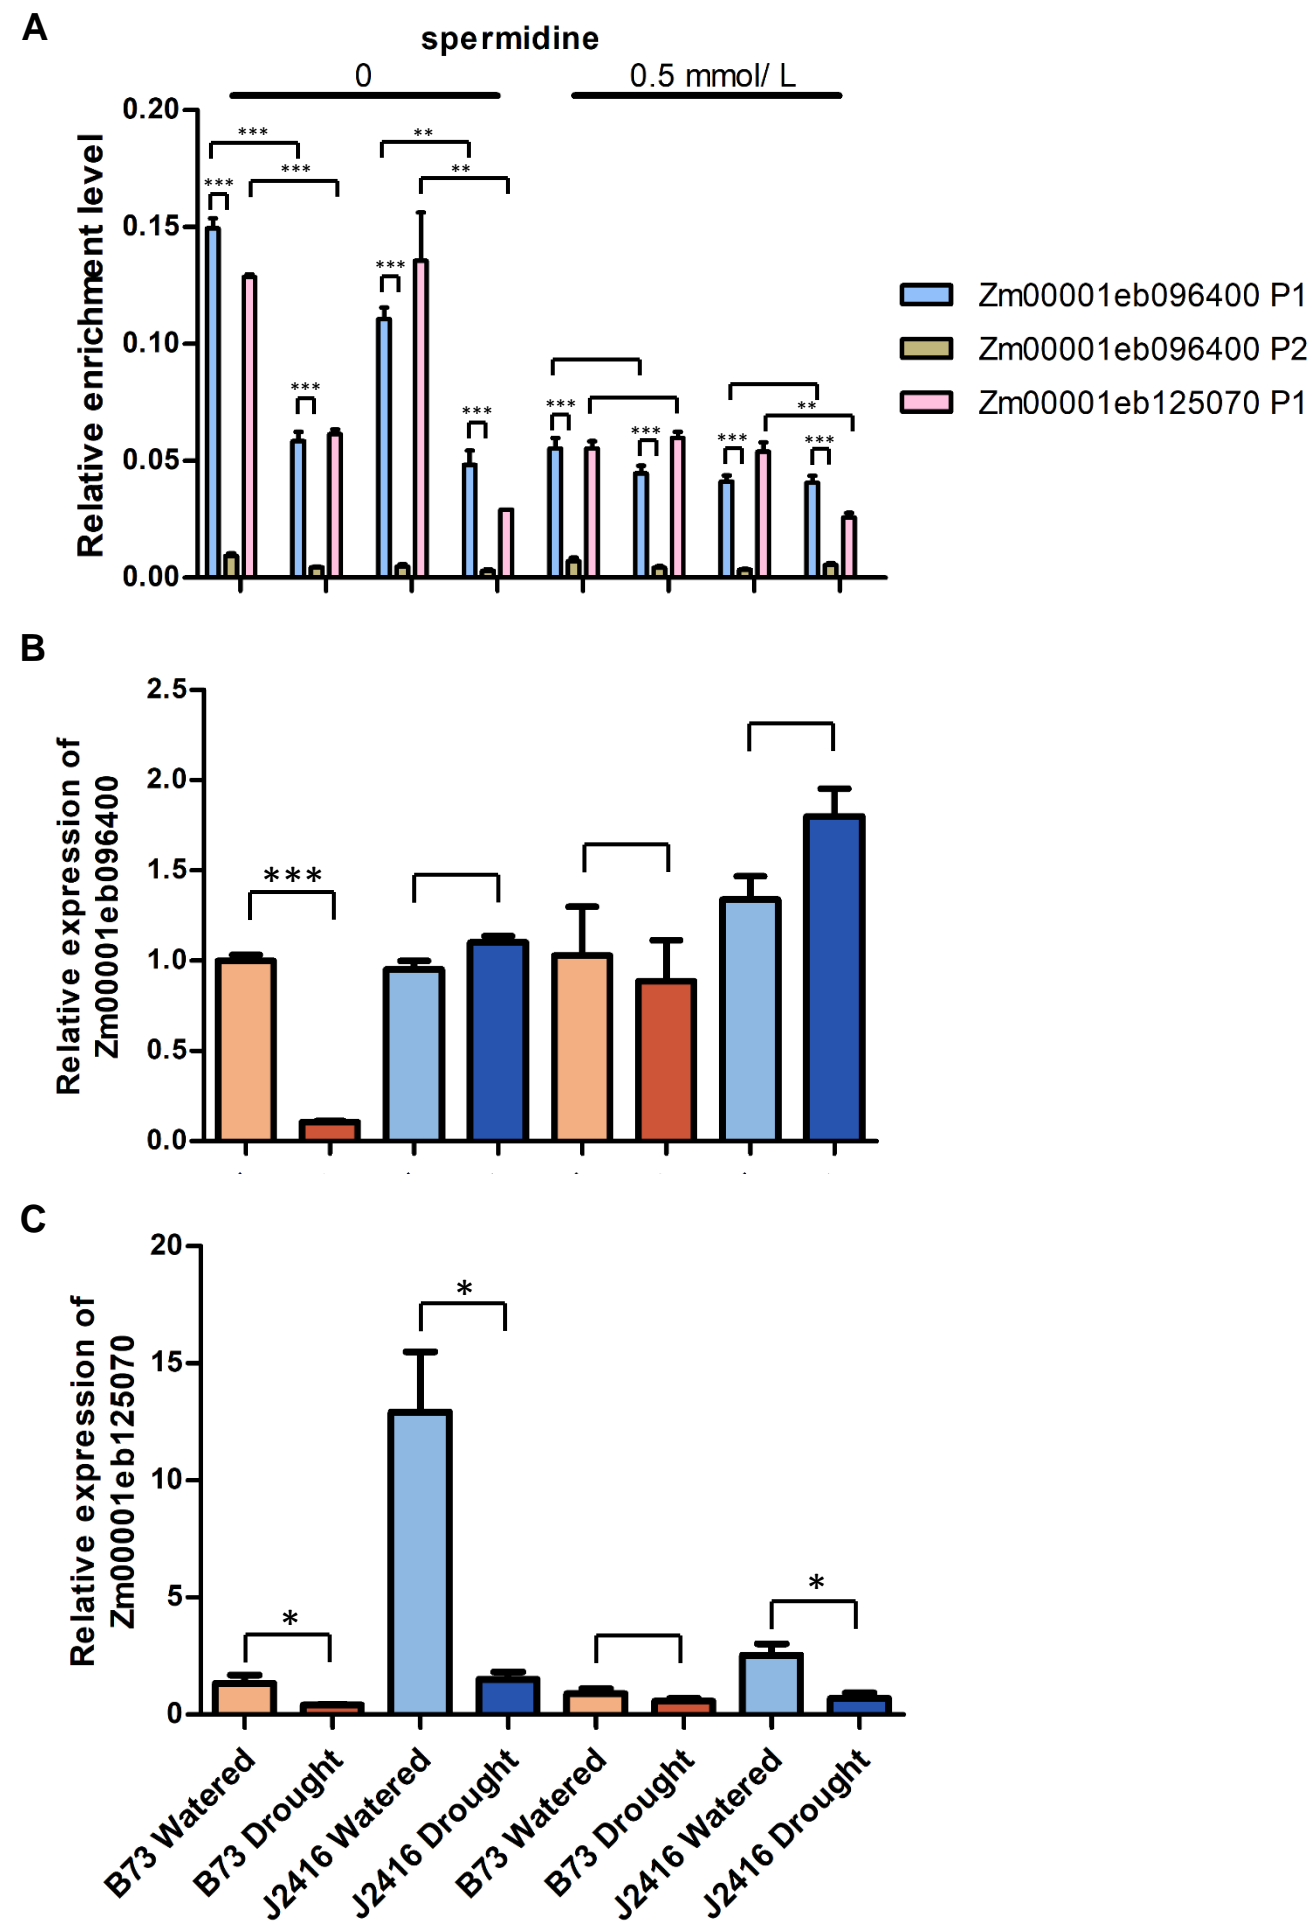 A
spermidine
0
0.5 mmol/ L
Relative enrichment level
0.20
0.15
0.10
0.05
0.00
***
***
***
**
**
***
***
***
***
***
***
**
***
Zm00001eb096400 P1
Zm00001eb096400 P2
Zm00001eb125070 P1
B
Relative expression of
Zm00001eb096400
2.5
2.0
1.5
1.0
0.5
0.0
***
C
Relative expression of
Zm00001eb125070
20
15
10
5
0
*
*
*
B73 Watered
B73 Drought
J2416 Watered
J2416 Drought
B73 Watered
B73 Drought
J2416 Watered
J2416 Drought